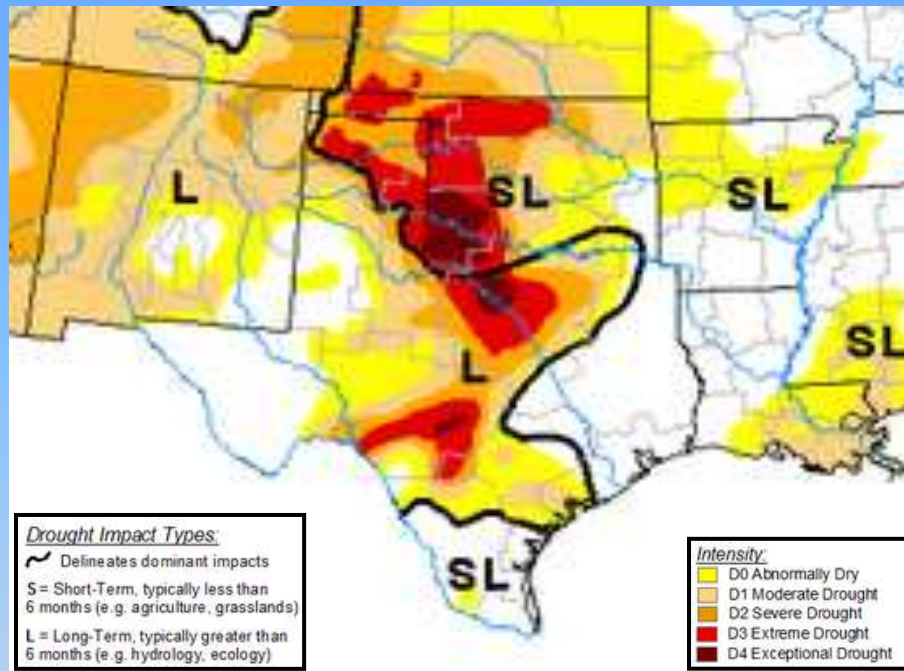 L
SL
SL
SL
L
SL
Drought Impact Types:
Delineates dominant impacts
S = Short-Term, typically less than
6 months (e.g. agriculture, grasslands)
L = Long-Term, typically greater than
6 months (e.g. hydrology, ecology)
Intensity:
D0 Abnormally Dry
D1 Moderate Drought
D2 Severe Drought
D3 Extreme Drought
D4 Exceptional Drought